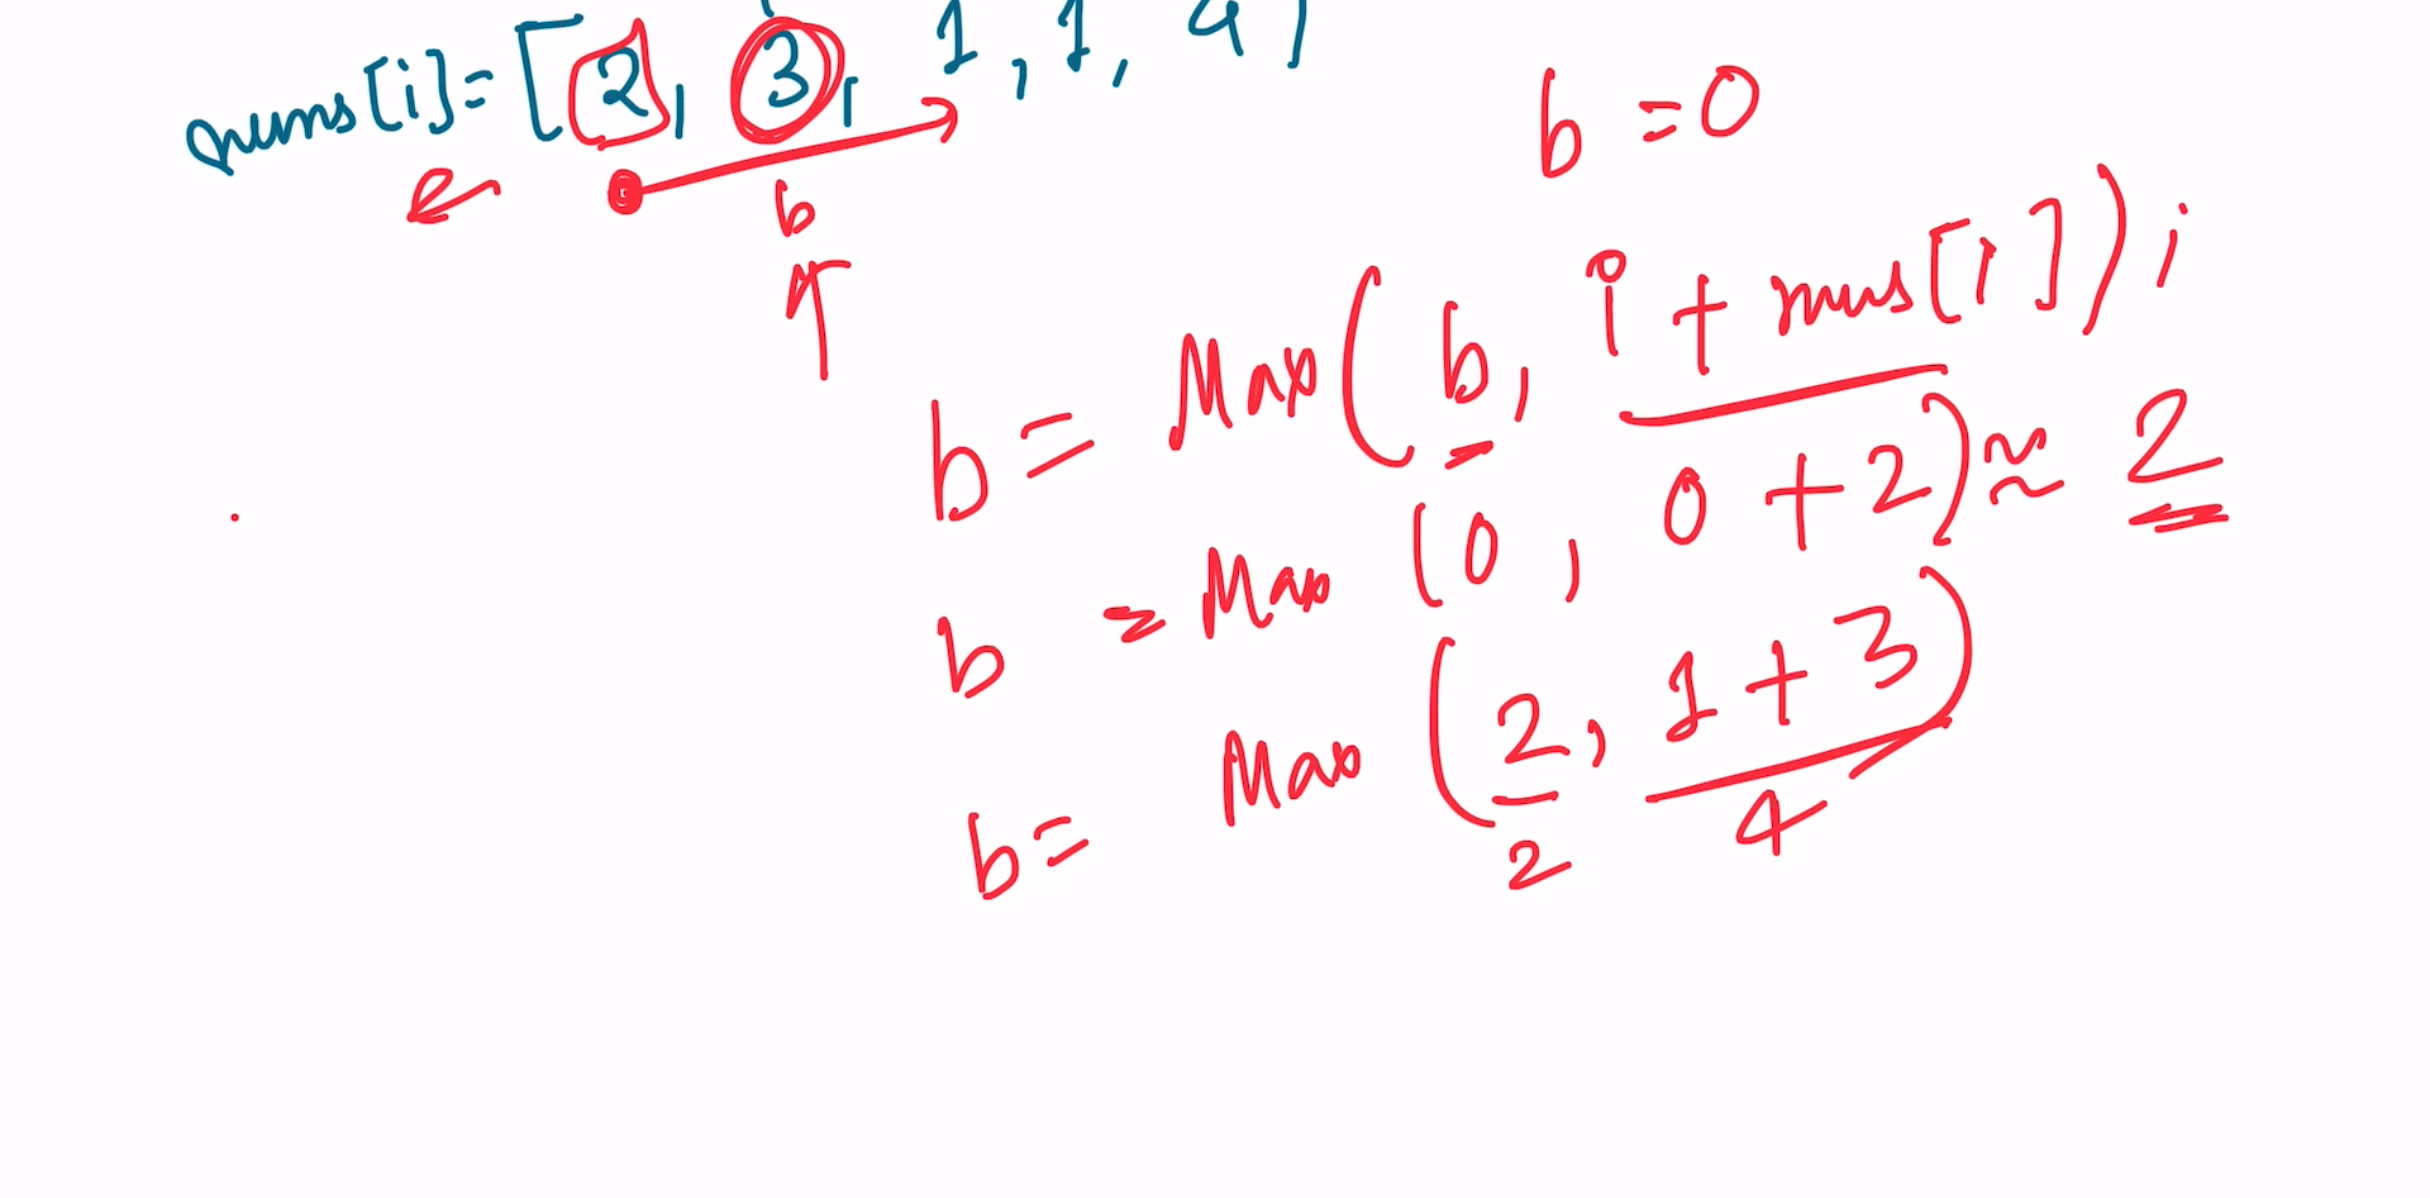 nums[i]= [2, 3, 1, 1, 4]
b = 0
b
b = Max(b, i + nums[i]);
b = Max (0, 0 + 2) ≈ 2
b = Max (2, 1 + 3)
2 4